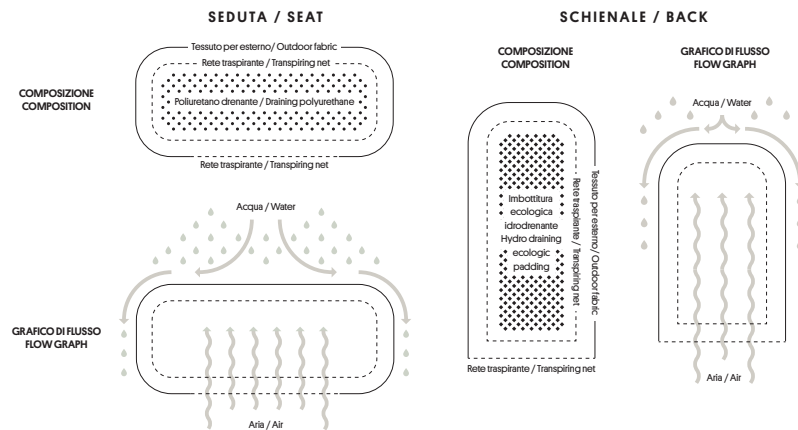 SEDUTA / SEAT
COMPOSIZIONE
COMPOSITION
Tessuto per esterno/ Outdoor fabric
Rete traspirante / Transpiring net
Poliuretano drenante / Draining polyurethane
Rete traspirante / Transpiring net
Acqua / Water
GRAFICO DI FLUSSO
FLOW GRAPH
Aria / Air
SCHIENALE / BACK
COMPOSIZIONE
COMPOSITION
Imbottitura
ecologica
idrodrenante
Hydro draining
ecologic
padding
Rete traspirante / Transpiring net
Tessuto per esterno/ Outdoor fabric
Rete traspirante / Transpiring net
GRAFICO DI FLUSSO
FLOW GRAPH
Acqua / Water
Aria / Air